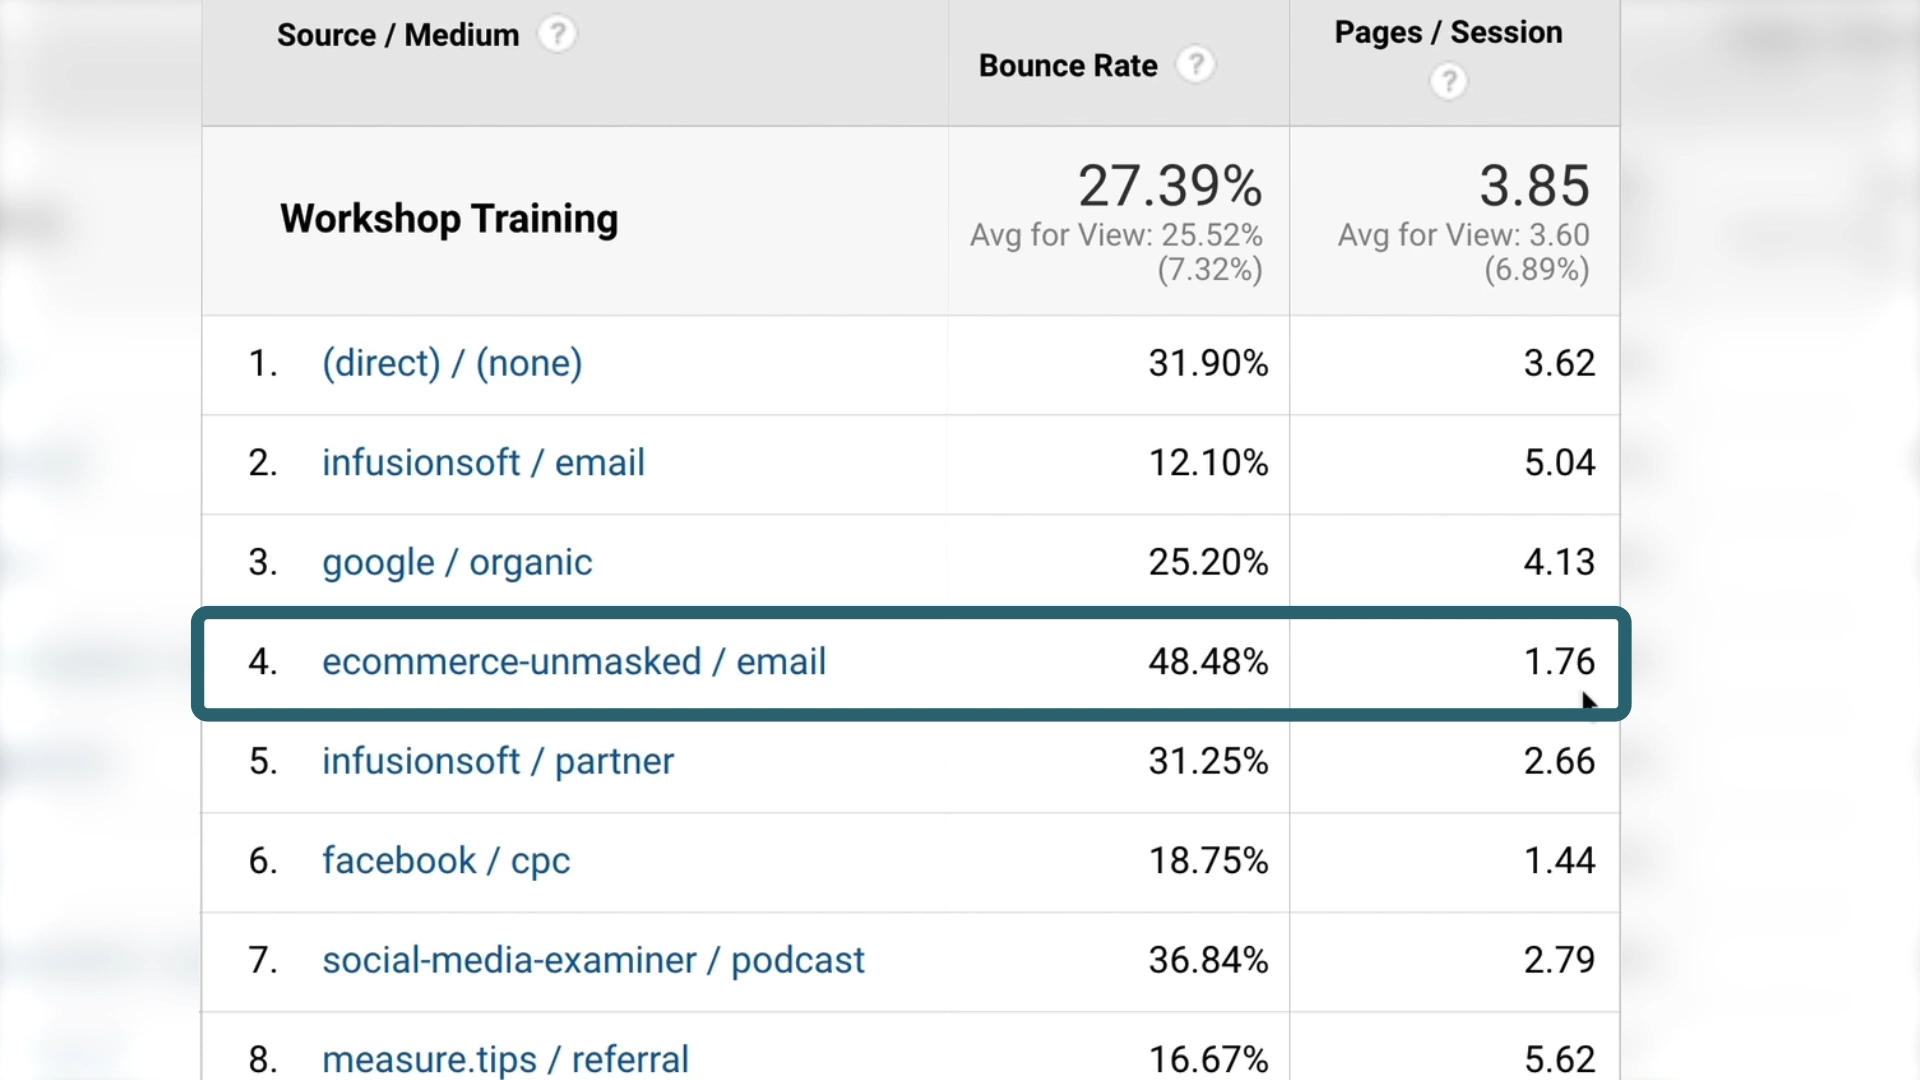 Source / Medium ?
Bounce Rate ?
Pages / Session
?
Workshop Training
27.39%
Avg for View: 25.52%
(7.32%)
3.85
Avg for View: 3.60
(6.89%)
1. (direct) / (none) 31.90% 3.62
2. infusionsoft / email 12.10% 5.04
3. google / organic 25.20% 4.13
4. ecommerce-unmasked / email 48.48% 1.76
5. infusionsoft / partner 31.25% 2.66
6. facebook / cpc 18.75% 1.44
7. social-media-examiner / podcast 36.84% 2.79
8. measure.tips / referral 16.67% 5.62